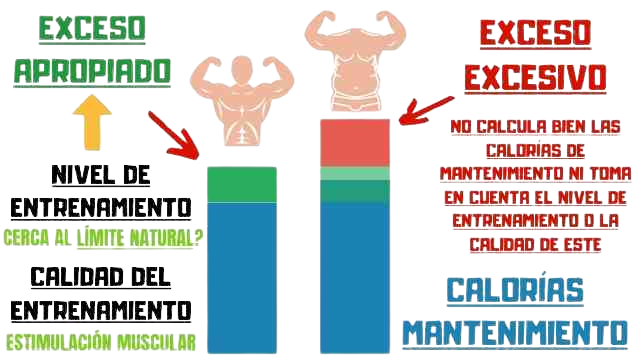 EXCESO
APROPIADO
NIVEL DE
ENTRENAMIENTO
CERCA AL LÍMITE NATURAL?
CALIDAD DEL
ENTRENAMIENTO
ESTIMULACIÓN MUSCULAR
EXCESO
EXCESIVO
NO CALCULA BIEN LAS
CALORÍAS DE
MANTENIMIENTO NI TOMA
EN CUENTA EL NIVEL DE
ENTRENAMIENTO O LA
CALIDAD DE ESTE
CALORÍAS
MANTENIMIENTO